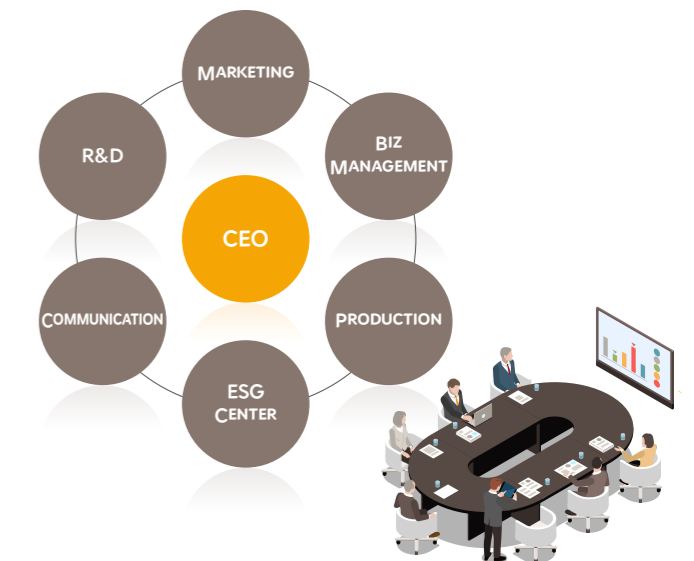 MARKETING
R&D
BIZ
MANAGEMENT
CEO
COMMUNICATION
PRODUCTION
ESG
CENTER